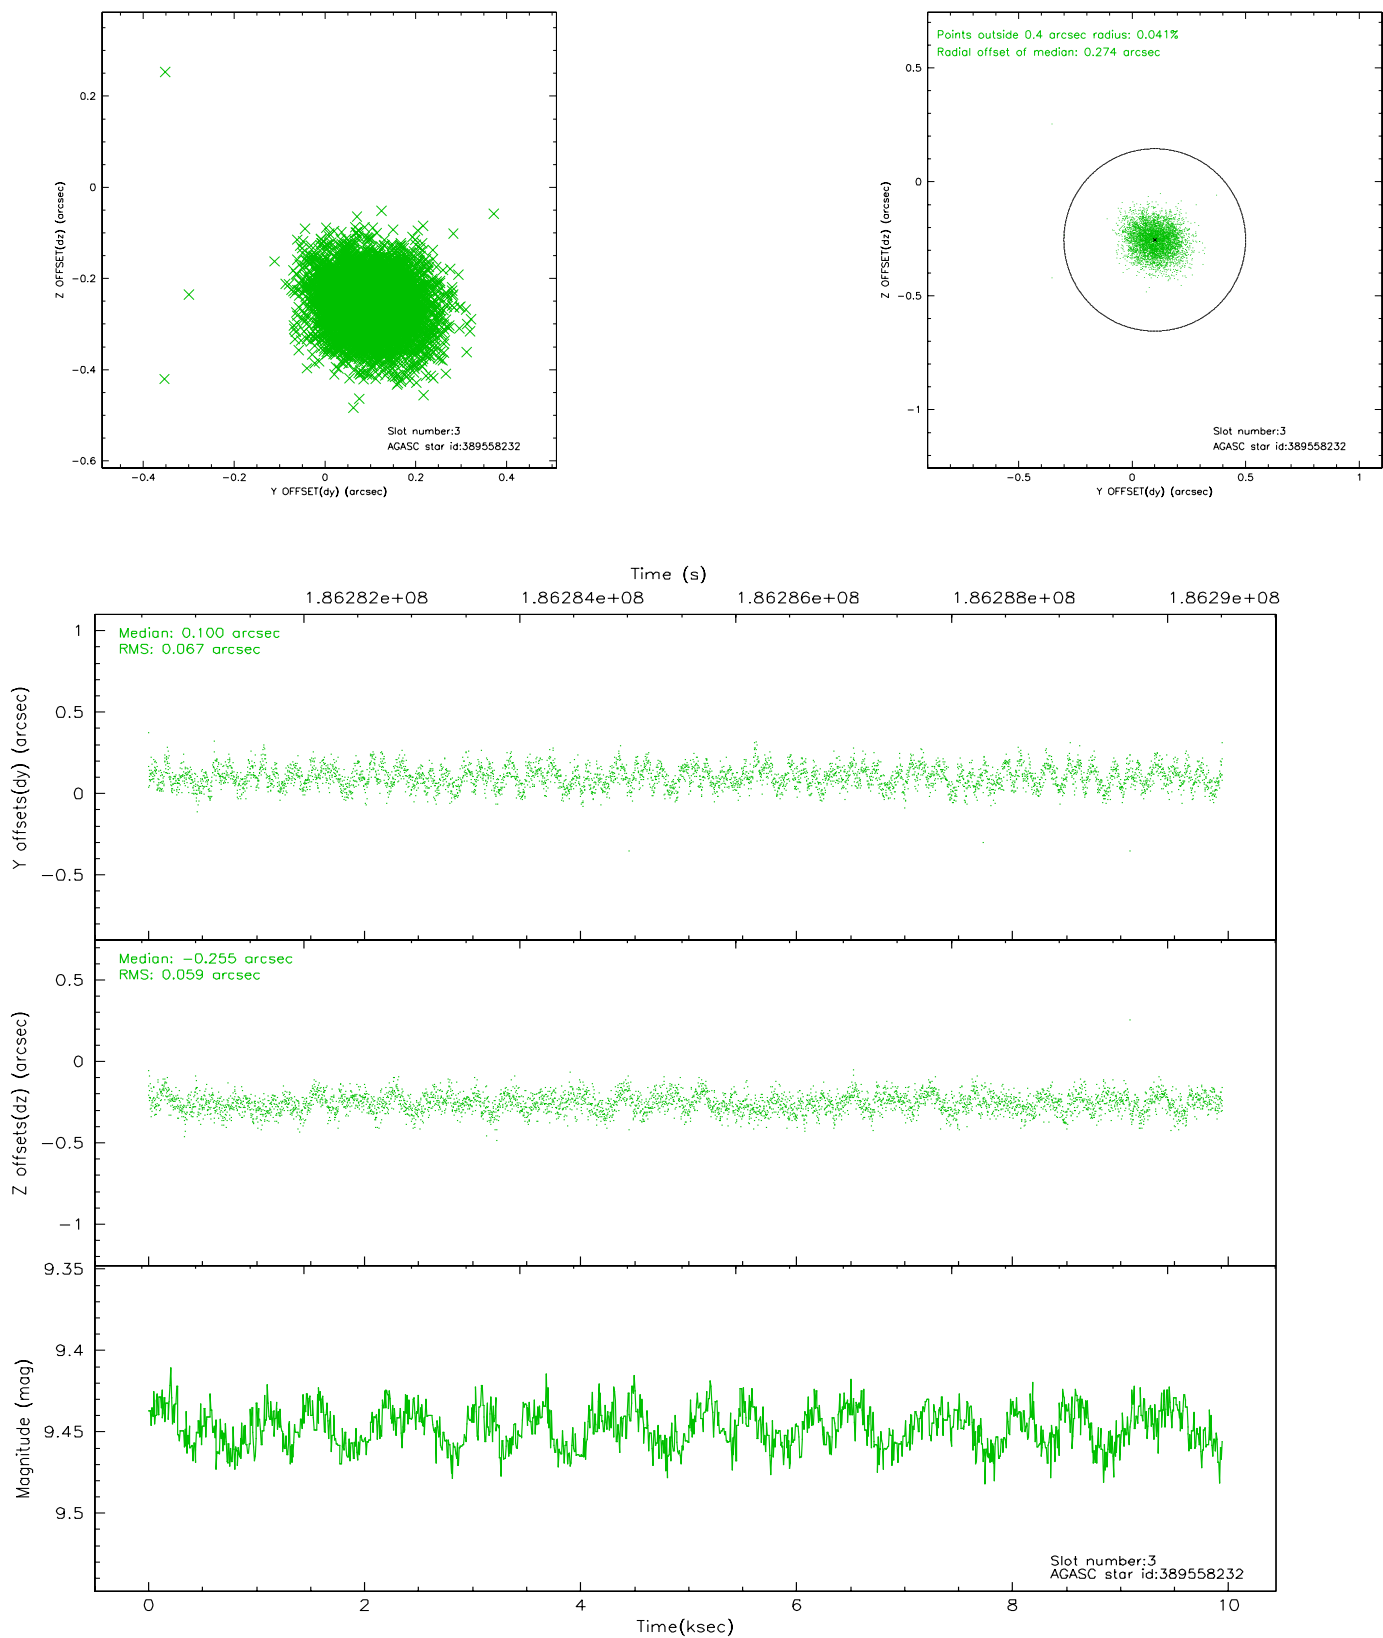 0.2
0
−0.2
−0.4
−0.6
Z OFFSET(dz) (arcsec)
Slot number:3
AGASC star id:389558232
−0.4
−0.2
0
0.2
0.4
Y OFFSET(dy) (arcsec)
Points outside 0.4 arcsec radius: 0.041%
Radial offset of median: 0.274 arcsec
0.5
0
−0.5
−1
Z OFFSET(dz) (arcsec)
Slot number:3
AGASC star id:389558232
−0.5
0
0.5
1
Y OFFSET(dy) (arcsec)
Time (s)
1.86282e+08
1.86284e+08
1.86286e+08
1.86288e+08
1.8629e+08
Median: 0.100 arcsec
RMS: 0.067 arcsec
1
0.5
0
−0.5
Y offsets(dy) (arcsec)
Median: −0.255 arcsec
RMS: 0.059 arcsec
0.5
0
−0.5
−1
Z offsets(dz) (arcsec)
9.35
9.4
9.45
9.5
Magnitude (mag)
Slot number:3
AGASC star id:389558232
0
2
4
6
8
10
Time(ksec)